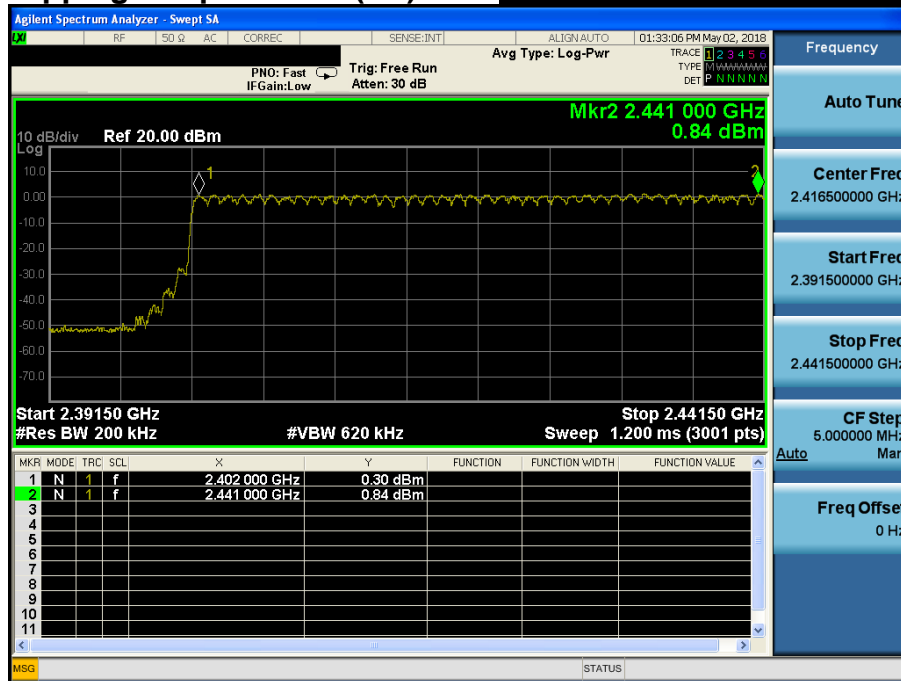 Agilent Spectrum Analyzer - Swept SA
LXI RF 50 Ω AC CORREC SENSE:INT ALIGN AUTO 01:33:06 PM May 02, 2018
Frequency
Avg Type: Log-Pwr
TRACE 1 2 3 4 5 6
PNO: Fast Trig: Free Run
TYPE M WWWWW
IFGain:Low Atten: 30 dB
DET P N N N N N
Auto Tune
Mkr2 2.441 000 GHz
0.84 dBm
10 dB/div Ref 20.00 dBm
Log
10.0
0.00
-10.0
-20.0
-30.0
-40.0
-50.0
-60.0
-70.0
1
2
Center Freq
2.416500000 GHz
Start Freq
2.391500000 GHz
Stop Freq
2.441500000 GHz
Start 2.39150 GHz Stop 2.44150 GHz
#Res BW 200 kHz #VBW 620 kHz Sweep 1.200 ms (3001 pts)
CF Step
5.000000 MHz
Auto Man
MKR MODE TRC SCL X Y FUNCTION FUNCTION WIDTH FUNCTION VALUE
1 N 1 f 2.402 000 GHz 0.30 dBm
2 N 1 f 2.441 000 GHz 0.84 dBm
3
4
5
6
7
8
9
10
11
Freq Offset
0 Hz
MSG STATUS